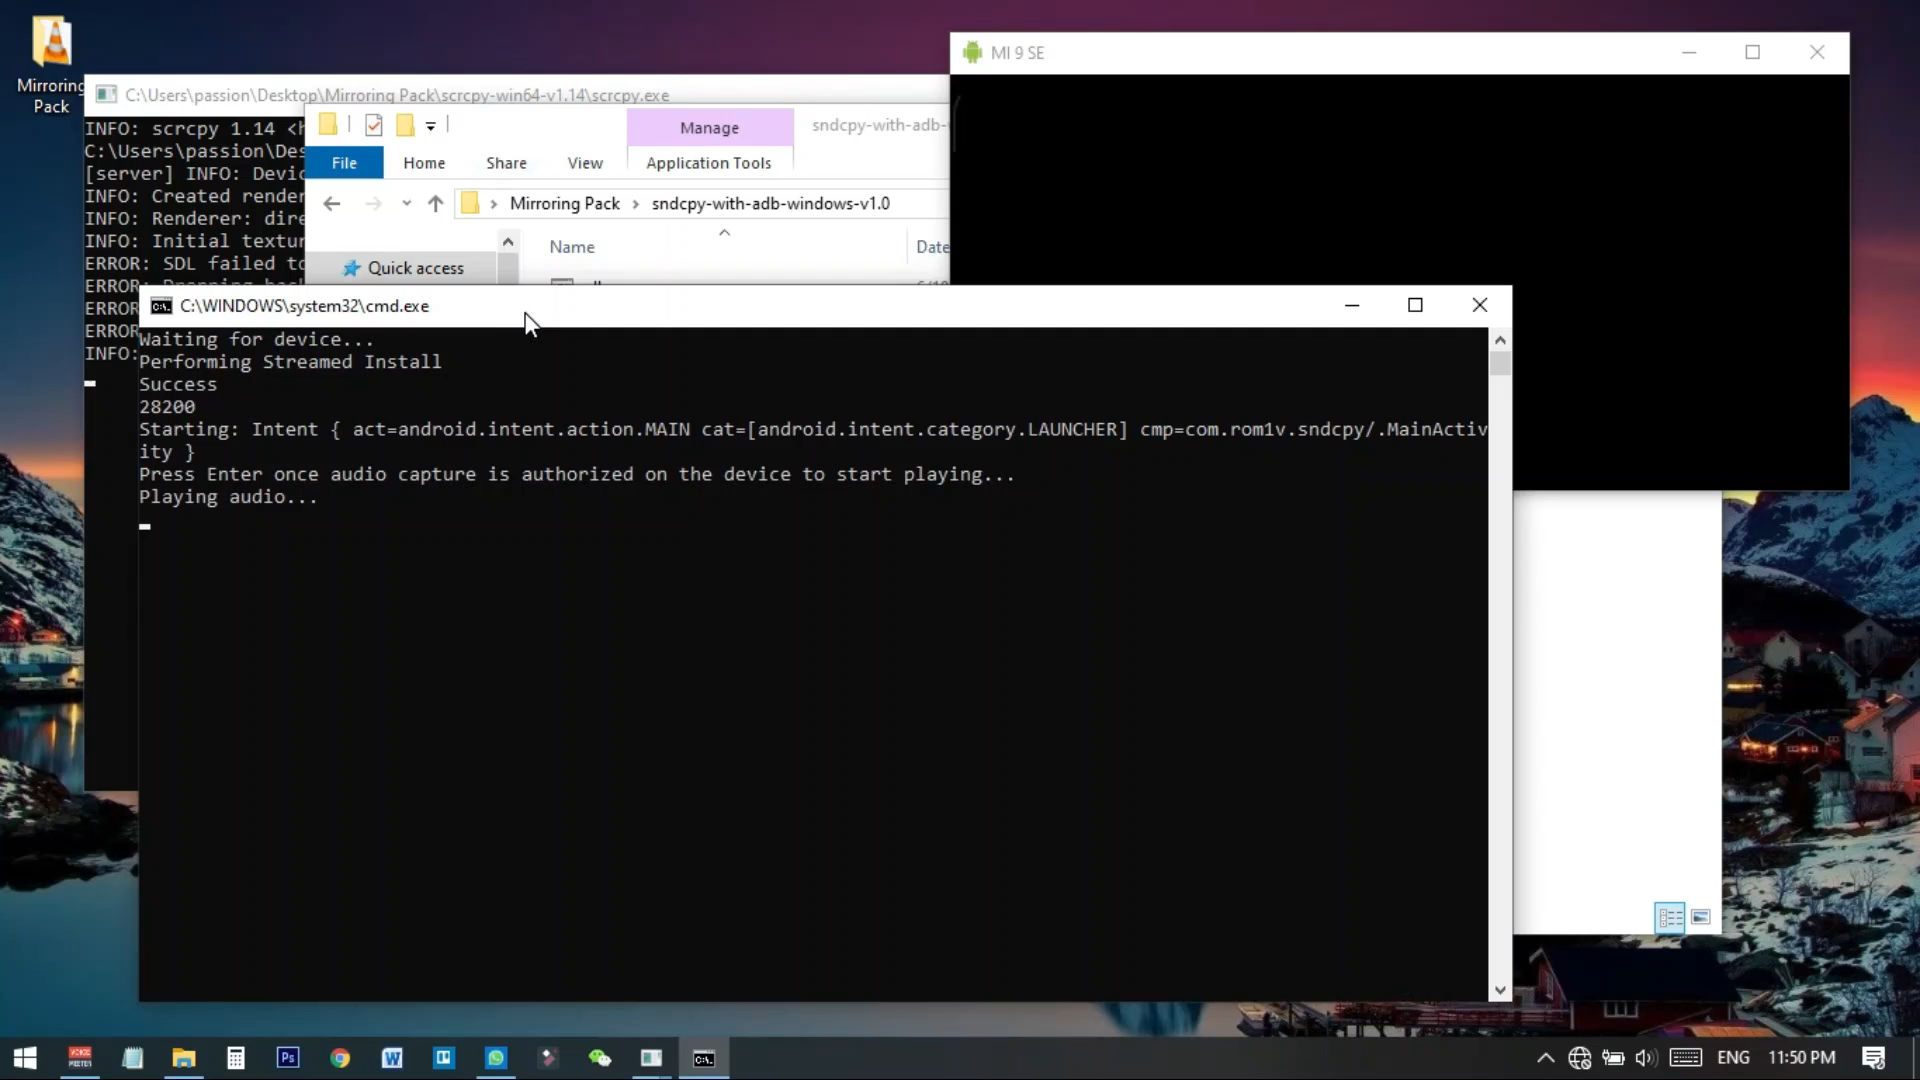 Mirroring
Pack
C:\Users\passion\Desktop\Mirroring Pack\scrcpy-win64-v1.14\scrcpy.exe
INFO: scrcpy 1.14 <h
C:\Users\passion\Des
[server] INFO: Devic
INFO: Created render
INFO: Renderer: dire
INFO: Initial textur
ERROR: SDL failed to
ERROR:
ERROR
ERROR
INFO:
Manage
sndcpy-with-adb-
File
Home
Share
View
Application Tools
Mirroring Pack
sndcpy-with-adb-windows-v1.0
Name
Date
Quick access
MI 9 SE
C:\WINDOWS\system32\cmd.exe
Waiting for device...
Performing Streamed Install
Success
28200
Starting: Intent { act=android.intent.action.MAIN cat=[android.intent.category.LAUNCHER] cmp=com.rom1v.sndcpy/.MainActiv
ity }
Press Enter once audio capture is authorized on the device to start playing...
Playing audio...
VOICE
MEETER
Ps
W
C:\.
ENG
11:50 PM